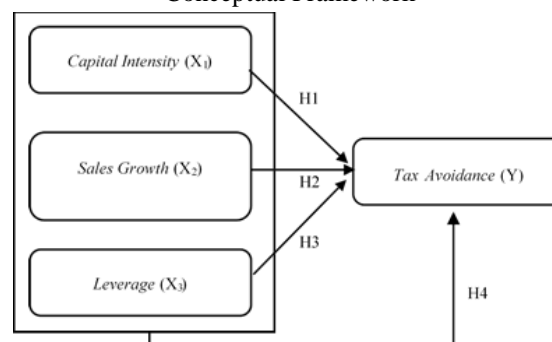 Conceptual Framework
Capital Intensity (X1)
H1
Sales Growth (X2)
H2
Tax Avoidance (Y)
H3
Leverage (X3)
H4